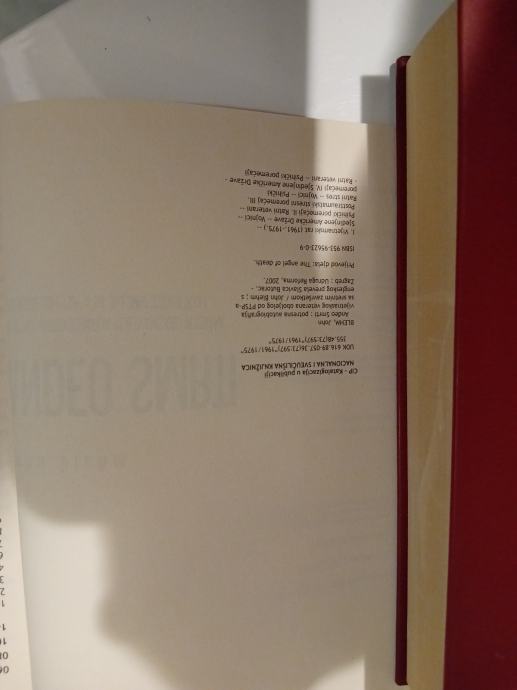 CIP - Katalogizacija u publikaciji
NACIONALNA I SVEUČILIŠNA KNJIŽNICA
UDK 616.89-057.36(73:597)"1961/1975"
355.48(73:597)"1961/1975"
BLEHM, John
Anđeo Smrti : potresna autobiografija
vijetnamskog veterana oboljelog od PTSP-a
sa sretnim završetkom / John Blehm ; s
engleskog prevela Slavica Butorac. -
Zagreb : Udruga Reforma, 2007.
Prijevod djela: The angel of death.
ISBN 953-95623-0-9
I. Vijetnamski rat (1961.-1975.) --
Sjedinjene Američke Države -- Vojnici --
Psihički poremećaji II. Ratni veterani --
Posttraumatski stresni poremećaj III.
Ratni stres -- Vojnici -- Psihički
poremećaji IV. Sjedinjene Američke Države -
- Ratni veterani -- Psihički poremećaji